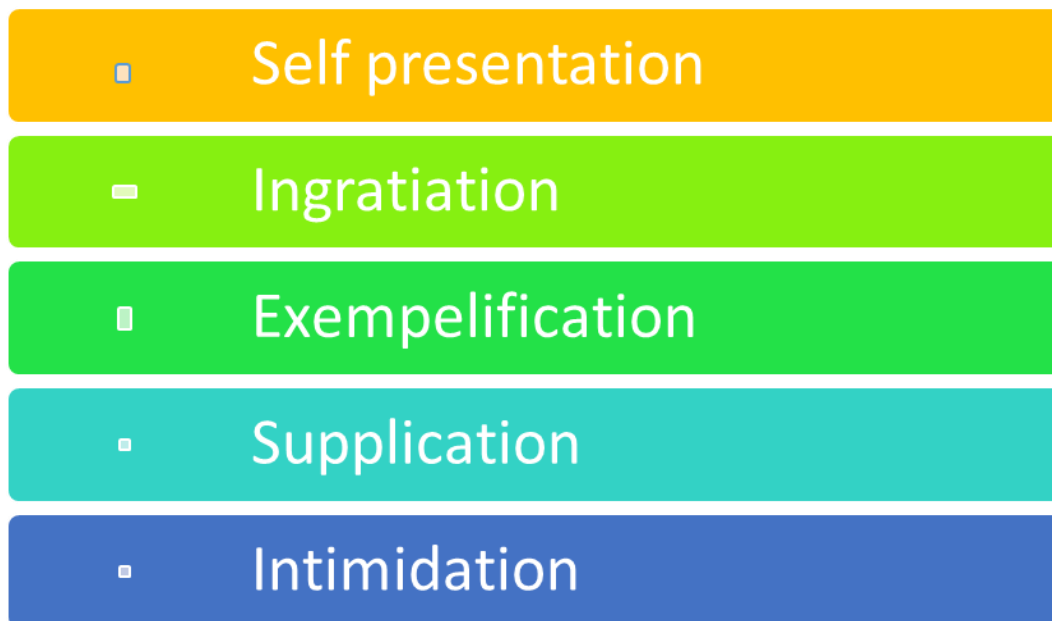 Self presentation
Ingratiation
Exempelification
Supplication
Intimidation